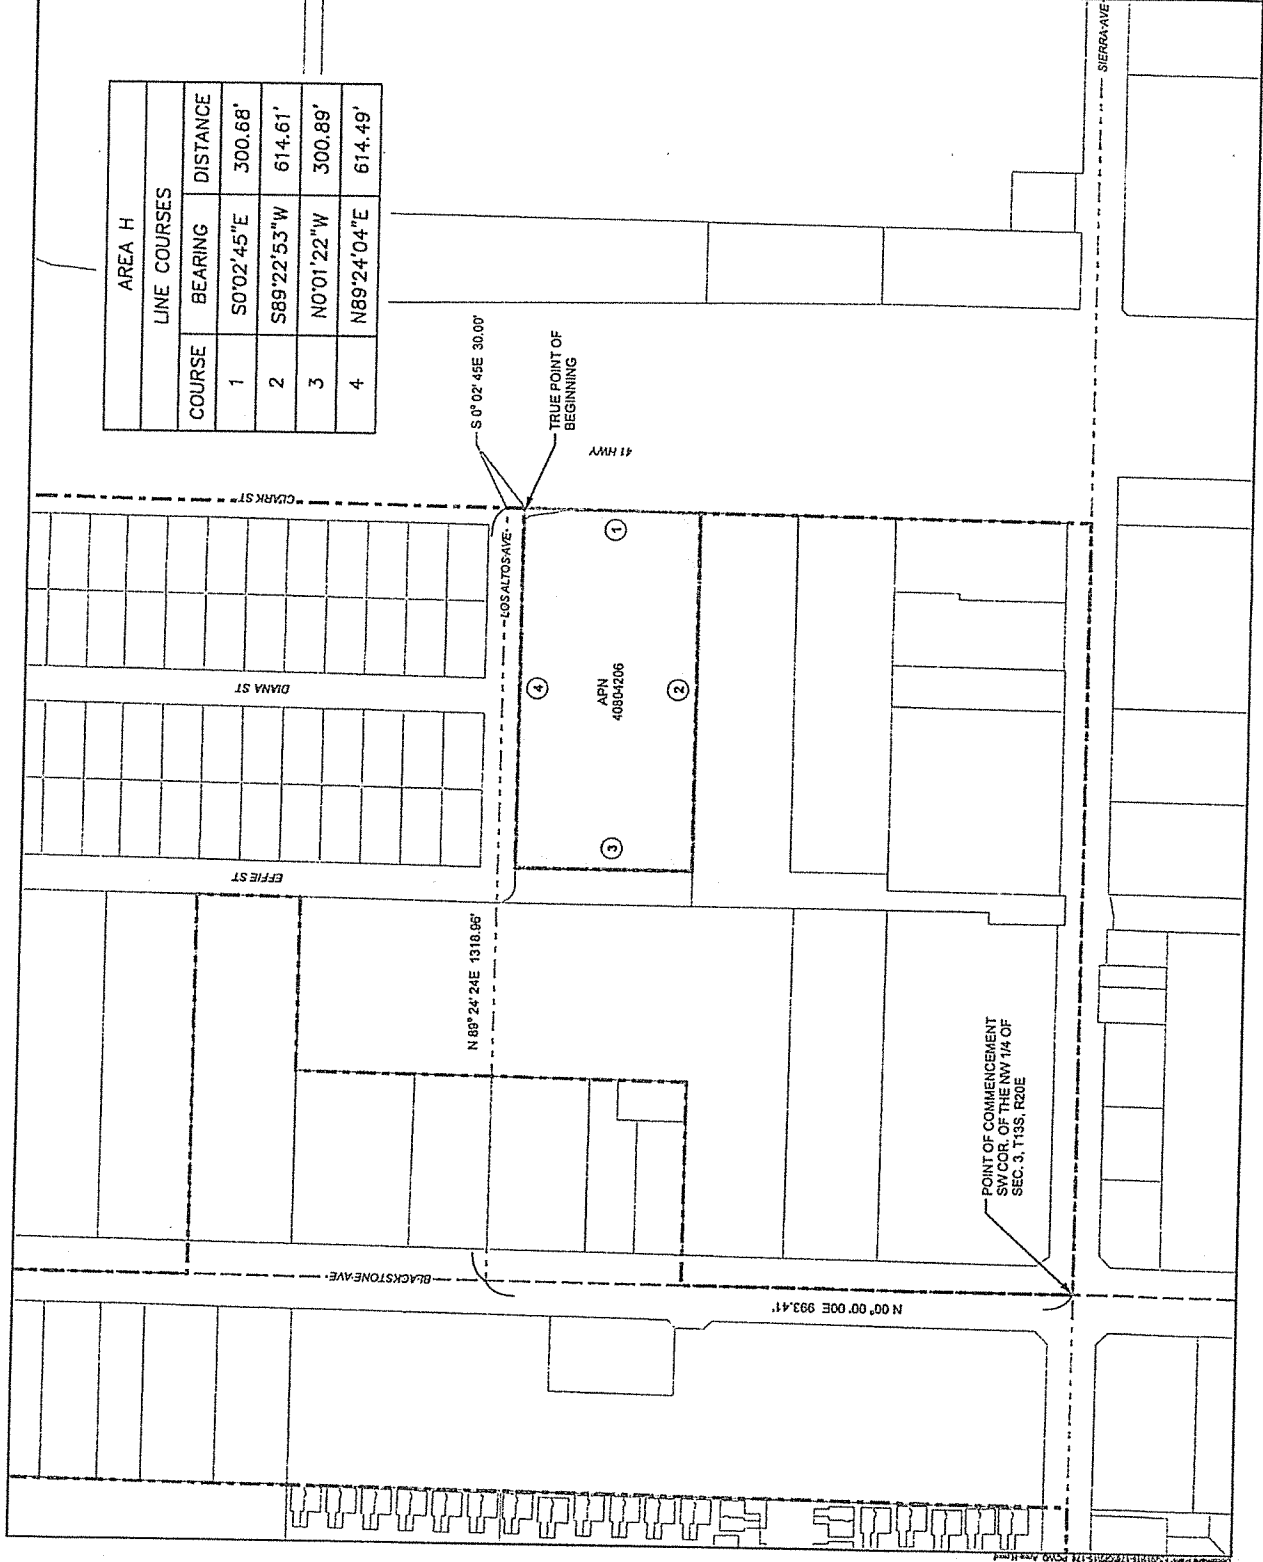 AREA H
LINE COURSES
COURSE BEARING DISTANCE
1 S0°02'45"E 300.68'
2 S89°22'53"W 614.61'
3 N0°01'22"W 300.89'
4 N89°24'04"E 614.49'
SIERRA AVE
S 0° 02' 45E 30.00'
TRUE POINT OF
BEGINNING
41 HWY
CLARK ST
LOS ALTOS AVE
DIANA ST
EFFIE ST
1
2
3
4
APN
40804206
N 89° 24' 24E 1318.96'
BLACKSTONE AVE
N 00° 00' 00E 993.41'
POINT OF COMMENCEMENT
SW COR. OF THE NW 1/4 OF
SEC. 3, T13S, R20E